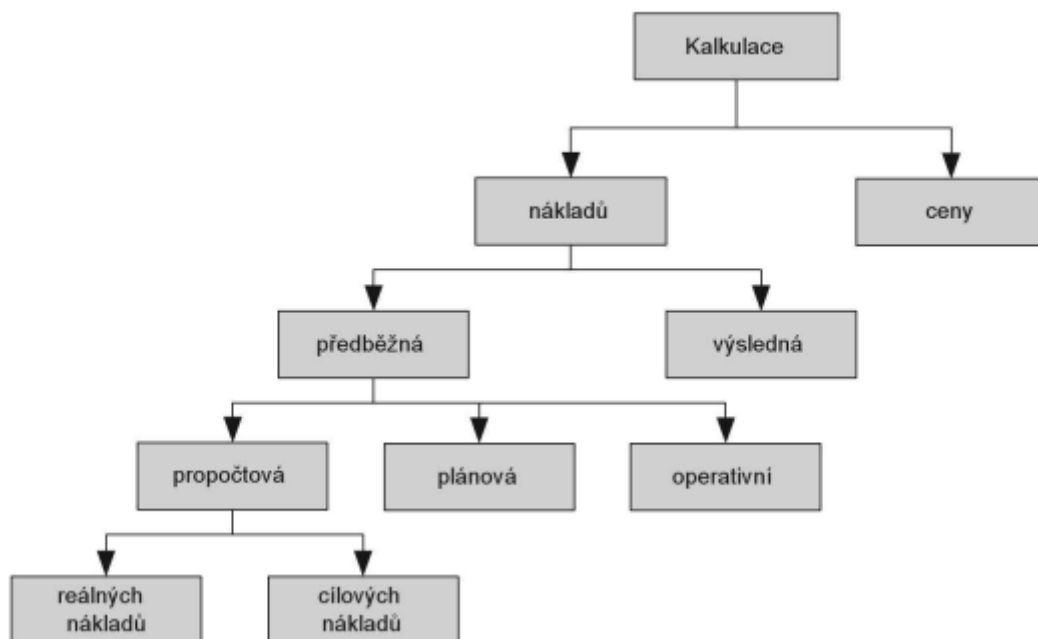 Kalkulace
nákladů
ceny
předběžná
výsledná
propočtová
plánová
operativní
reálných
nákladů
cílových
nákladů